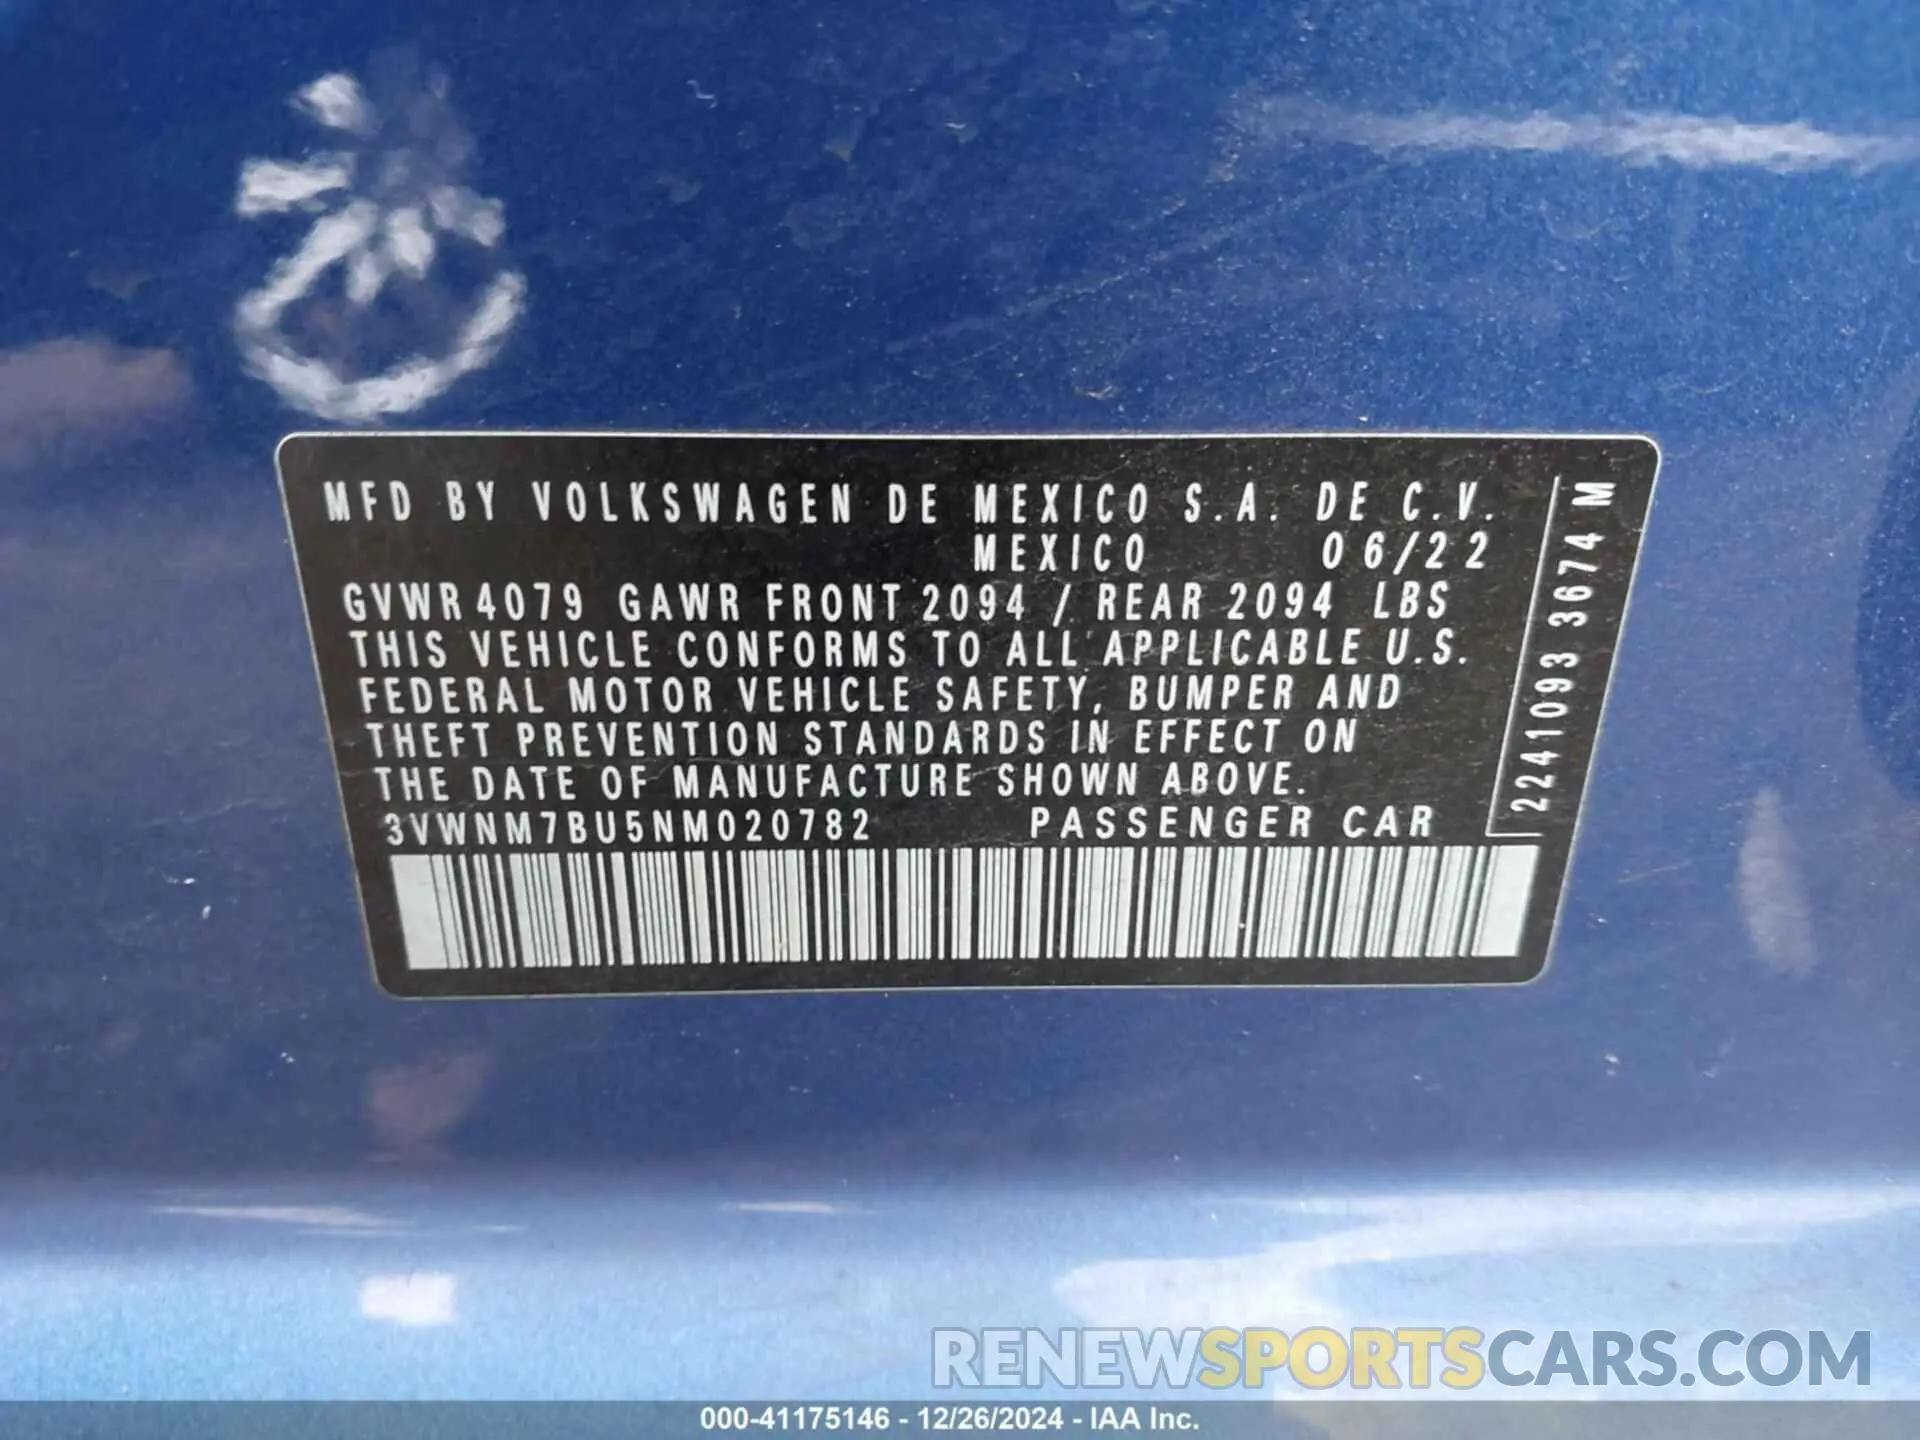 MFD BY VOLKSWAGEN DE MEXICO S.A. DE C.V.
MEXICO 06/22
GVWR 4079 GAWR FRONT 2094 / REAR 2094 LBS
THIS VEHICLE CONFORMS TO ALL APPLICABLE U.S.
FEDERAL MOTOR VEHICLE SAFETY, BUMPER AND
THEFT PREVENTION STANDARDS IN EFFECT ON
THE DATE OF MANUFACTURE SHOWN ABOVE.
3VWNM7BU5NM020782 PASSENGER CAR
2241093 3674 M
RENEWSPORTSCARS.COM
000-41175146 - 12/26/2024 - IAA Inc.